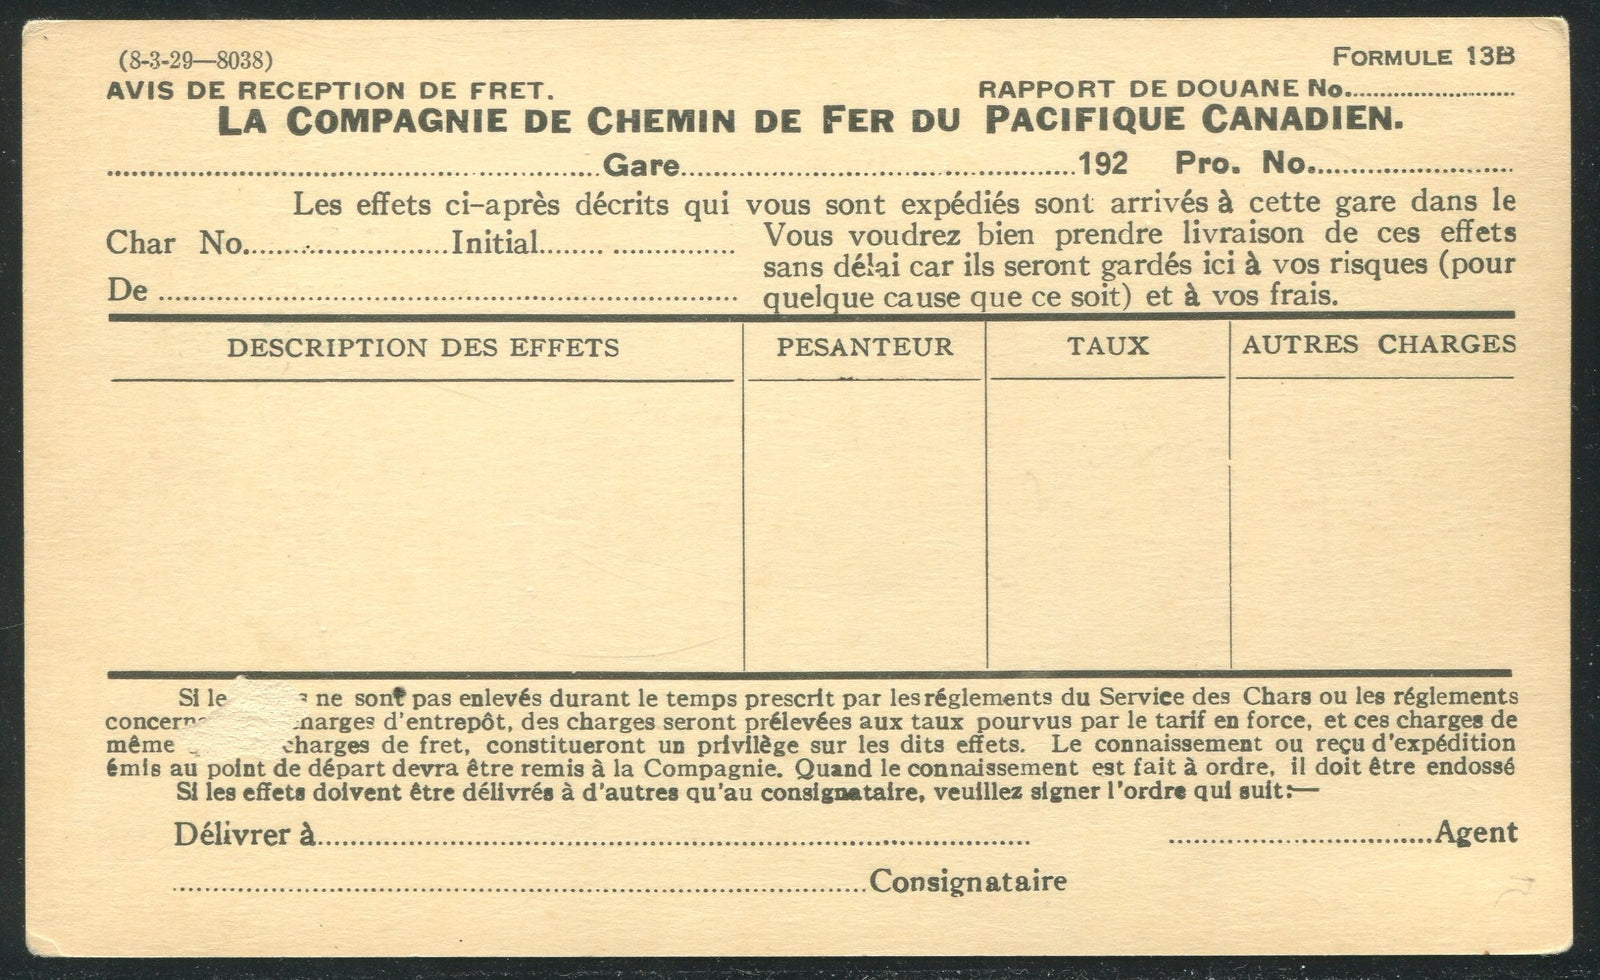 (8-3-29—8038) FORMULE 13B
AVIS DE RECEPTION DE FRET. RAPPORT DE DOUANE No..........
LA COMPAGNIE DE CHEMIN DE FER DU PACIFIQUE CANADIEN.
..........Gare..........192 Pro. No..........
Les effets ci-après décrits qui vous sont expédiés sont arrivés à cette gare dans le
Char No..........Initial.......... Vous voudrez bien prendre livraison de ces effets
sans délai car ils seront gardés ici à vos risques (pour
De .......... quelque cause que ce soit) et à vos frais.
DESCRIPTION DES EFFETS PESANTEUR TAUX AUTRES CHARGES
Si ne sont pas enlevés durant le temps prescrit par les réglements du Service des Chars ou les réglements
d'entrepôt, des charges seront prélevées aux taux pourvus par le tarif en force, et ces charges de
même charges de fret, constitueront un privilège sur les dits effets. Le connaissement ou reçu d'expédition
émis au point de départ devra être remis à la Compagnie. Quand le connaissement est fait à ordre, il doit être endossé
Si les effets doivent être délivrés à d'autres qu'au consignataire, veuillez signer l'ordre qui suit:—
Délivrer à.......... ..........Agent
..........Consignataire